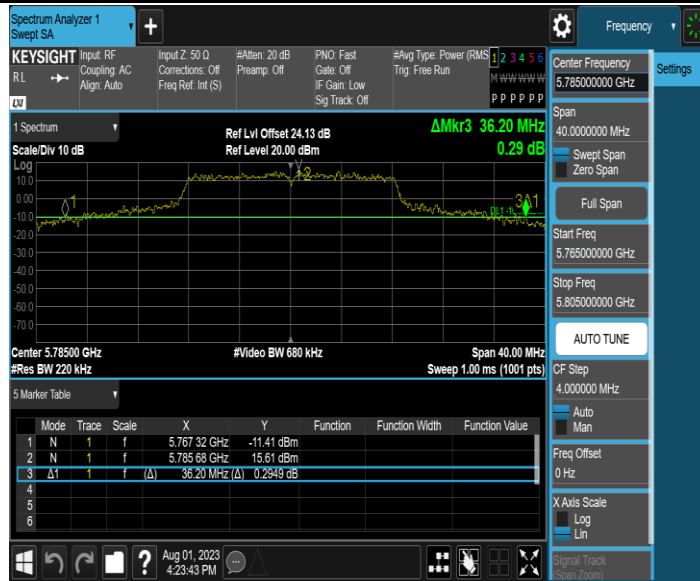 Spectrum Analyzer 1
Swept SA
+
Frequency
KEYSIGHT
RL
LXI
Input: RF
Coupling: AC
Align: Auto
Input Z: 50 Ω
Corrections: Off
Freq Ref: Int (S)
#Atten: 20 dB
Preamp: Off
PNO: Fast
Gate: Off
IF Gain: Low
Sig Track: Off
#Avg Type: Power (RMS
Trig: Free Run
1 2 3 4 5 6
M W W W W W
P P P P P P
1 Spectrum
Scale/Div 10 dB
Ref Lvl Offset 24.13 dB
Ref Level 20.00 dBm
ΔMkr3 36.20 MHz
0.29 dB
Log
10.0
0.00
-10.0
-20.0
-30.0
-40.0
-50.0
-60.0
-70.0
1
2
3Δ1
Center 5.78500 GHz
#Res BW 220 kHz
#Video BW 680 kHz
Span 40.00 MHz
Sweep 1.00 ms (1001 pts)
5 Marker Table
Mode Trace Scale X Y Function Function Width Function Value
1 N 1 f 5.767 32 GHz -11.41 dBm
2 N 1 f 5.785 68 GHz 15.61 dBm
3 Δ1 1 f (Δ) 36.20 MHz (Δ) 0.2949 dB
4
5
6
?
Aug 01, 2023
4:23:43 PM
Center Frequency
5.785000000 GHz
Settings
Span
40.0000000 MHz
Swept Span
Zero Span
Full Span
Start Freq
5.765000000 GHz
Stop Freq
5.805000000 GHz
AUTO TUNE
CF Step
4.000000 MHz
Auto
Man
Freq Offset
0 Hz
X Axis Scale
Log
Lin
Signal Track
(Span Zoom)